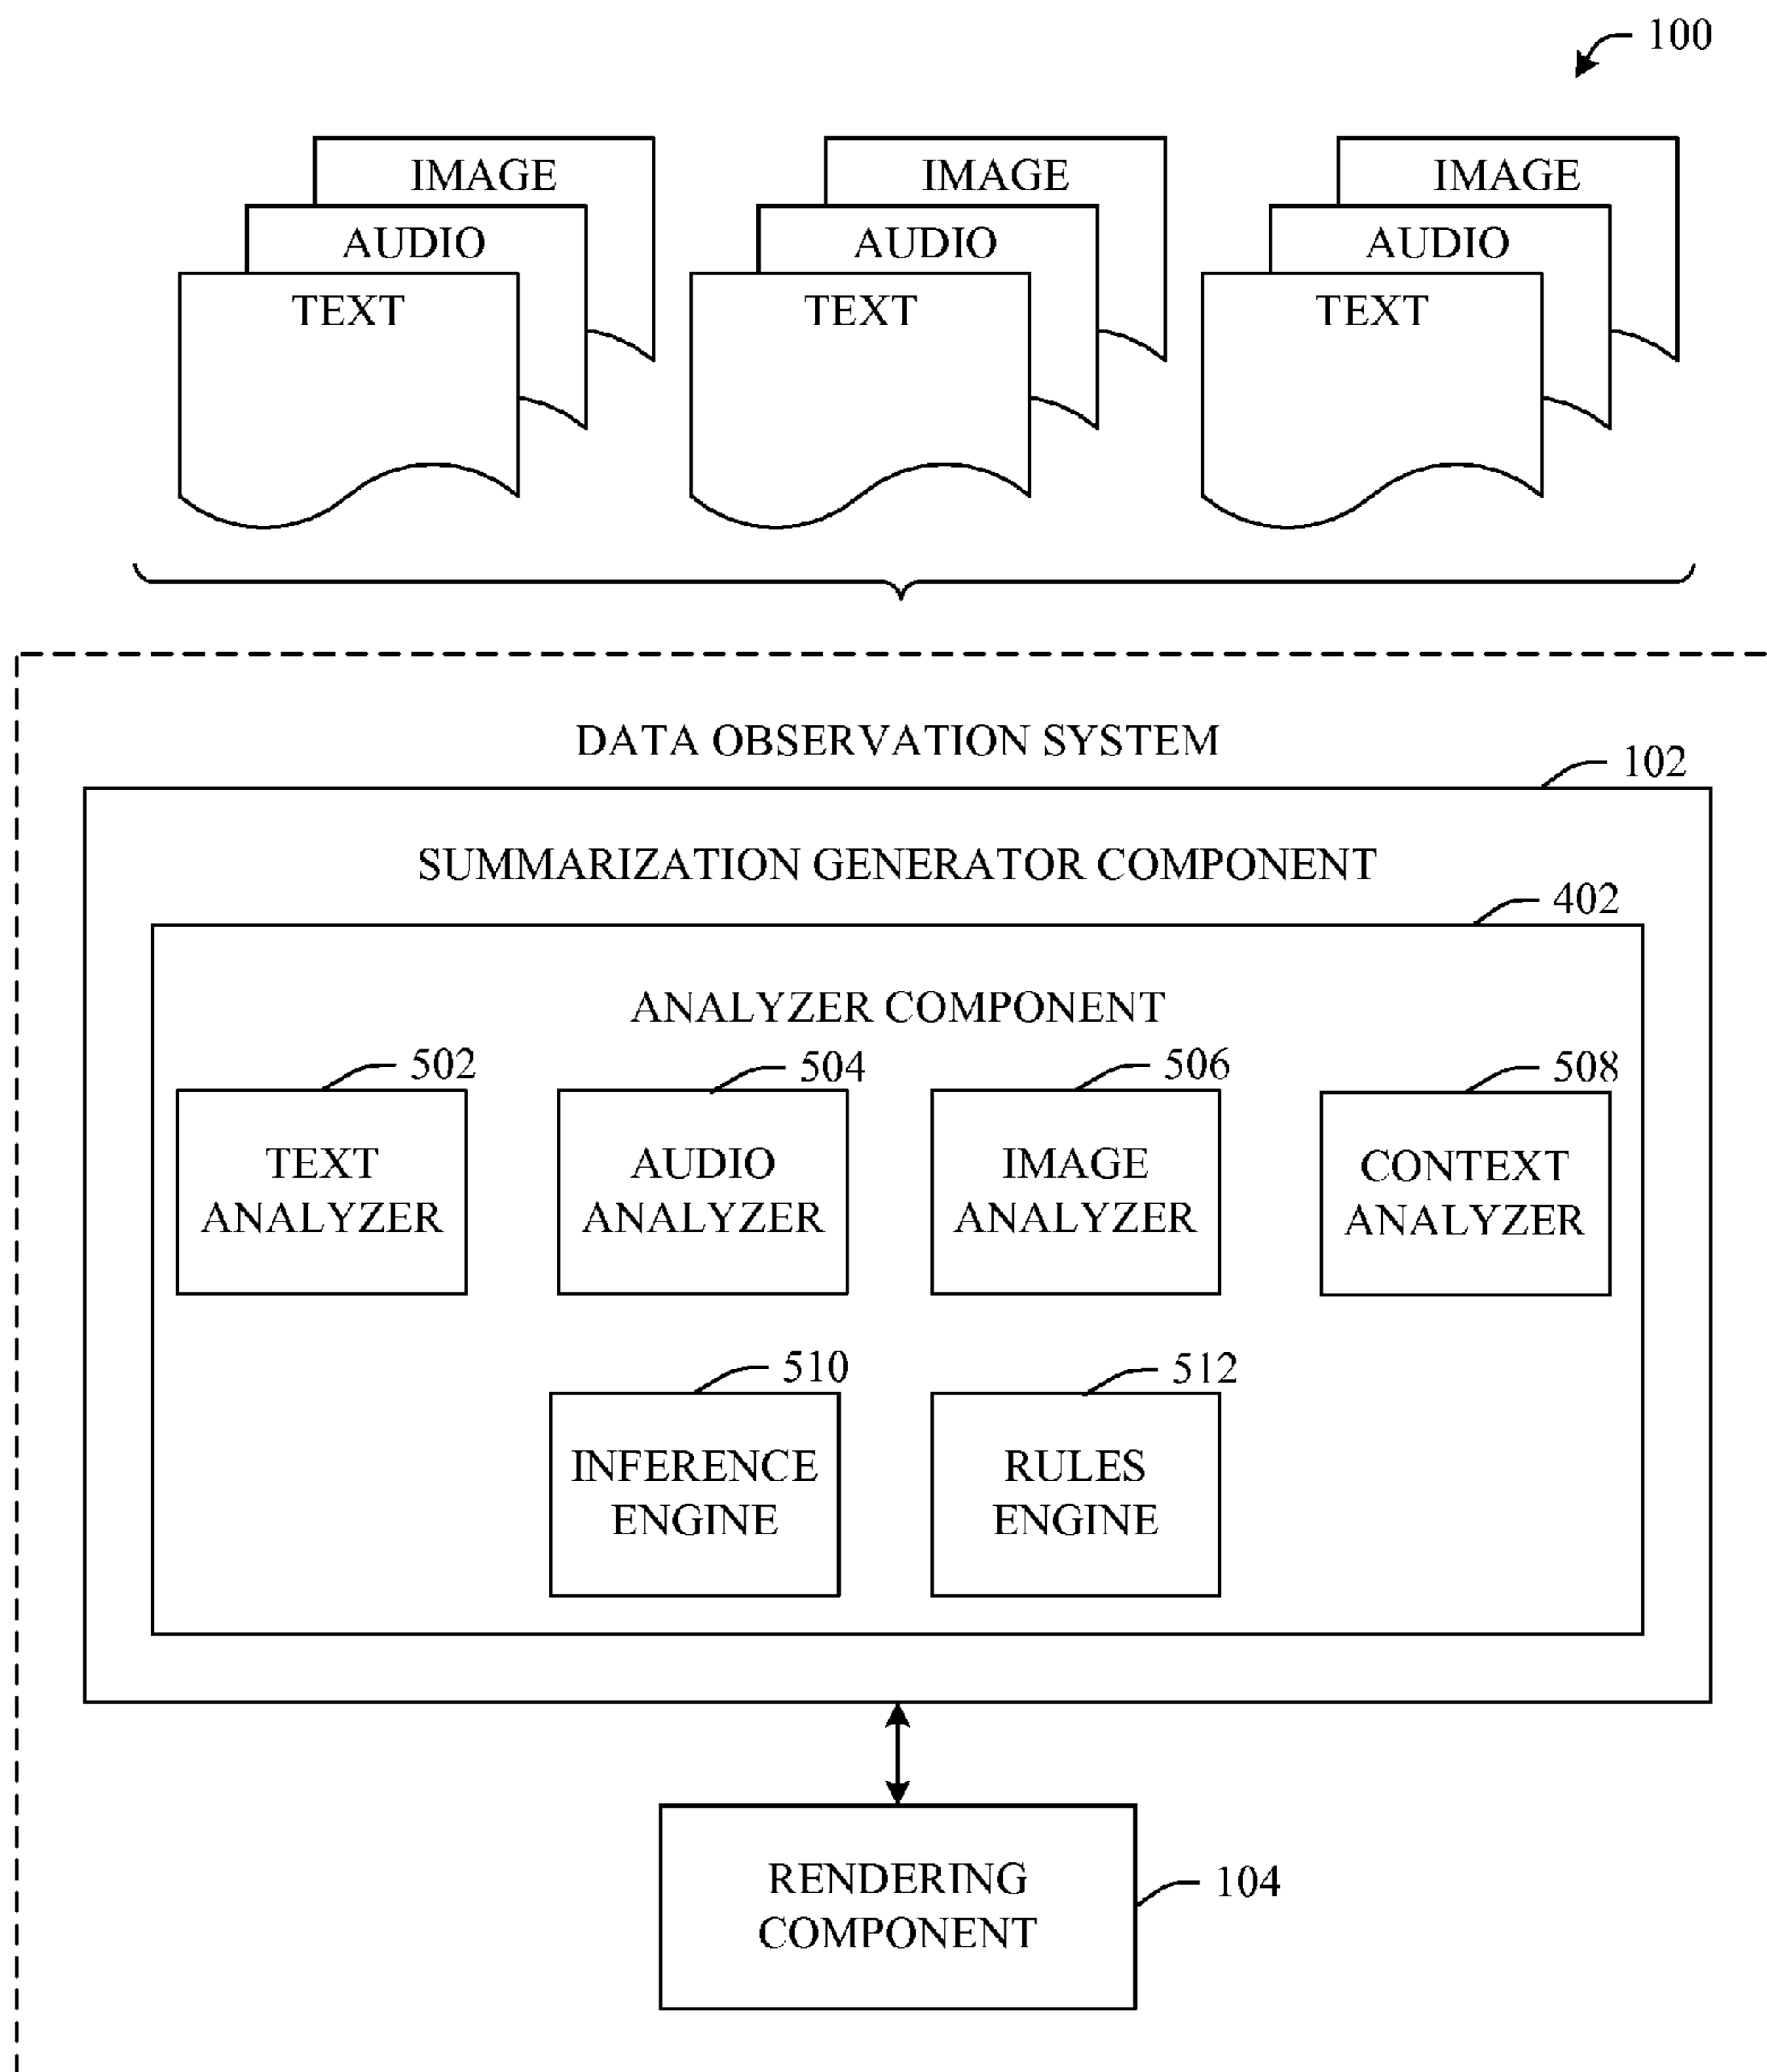 100
IMAGE IMAGE IMAGE
AUDIO AUDIO AUDIO
TEXT TEXT TEXT
DATA OBSERVATION SYSTEM
102
SUMMARIZATION GENERATOR COMPONENT
402
ANALYZER COMPONENT
502 504 506 508
TEXT
ANALYZER
AUDIO
ANALYZER
IMAGE
ANALYZER
CONTEXT
ANALYZER
510 512
INFERENCE
ENGINE
RULES
ENGINE
RENDERING
COMPONENT
104